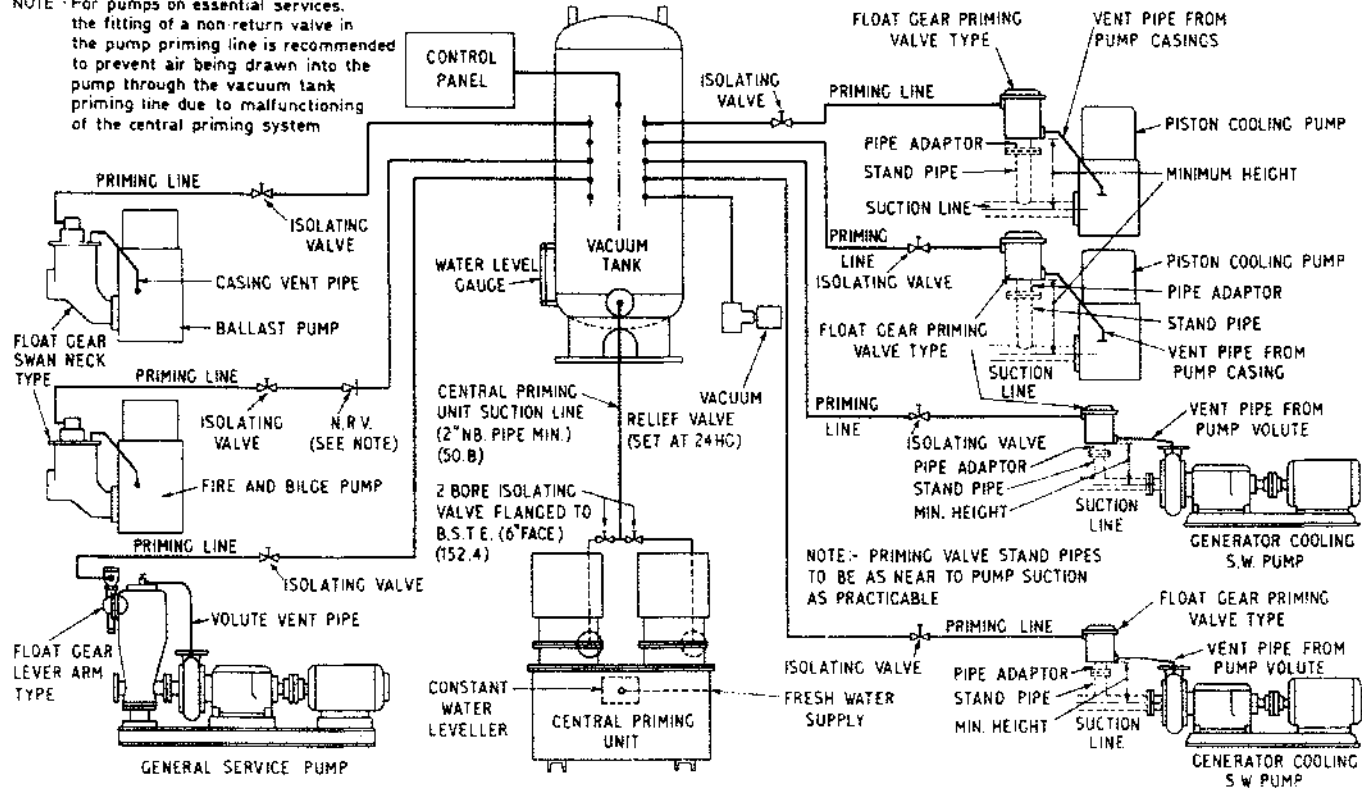 NOTE - For pumps on essential services,
the fitting of a non-return valve in
the pump priming line is recommended
to prevent air being drawn into the
pump through the vacuum tank
priming line due to malfunctioning
of the central priming system
CONTROL
PANEL
ISOLATING
VALVE
PRIMING LINE
FLOAT GEAR PRIMING
VALVE TYPE
VENT PIPE FROM
PUMP CASINGS
PIPE ADAPTOR
STAND PIPE
SUCTION LINE
PISTON COOLING PUMP
MINIMUM HEIGHT
PRIMING LINE
ISOLATING
VALVE
CASING VENT PIPE
BALLAST PUMP
FLOAT GEAR
SWAN NECK
TYPE
VACUUM
TANK
WATER LEVEL
GAUGE
PRIMING
LINE
ISOLATING VALVE
FLOAT GEAR PRIMING
VALVE TYPE
PISTON COOLING PUMP
PIPE ADAPTOR
STAND PIPE
VENT PIPE FROM
PUMP CASING
SUCTION
LINE
PRIMING LINE
ISOLATING
VALVE
N.R.V.
(SEE NOTE)
FIRE AND BILGE PUMP
CENTRAL PRIMING
UNIT SUCTION LINE
(2"NB. PIPE MIN.)
(50.B)
VACUUM
RELIEF VALVE
(SET AT 24HG)
PRIMING
LINE
ISOLATING VALVE
PIPE ADAPTOR
STAND PIPE
MIN. HEIGHT
SUCTION
LINE
VENT PIPE FROM
PUMP VOLUTE
GENERATOR COOLING
S.W. PUMP
2 BORE ISOLATING
VALVE FLANGED TO
B.S.T.E. (6"FACE)
(152.4)
PRIMING LINE
ISOLATING VALVE
VOLUTE VENT PIPE
FLOAT GEAR
LEVER ARM
TYPE
GENERAL SERVICE PUMP
CONSTANT
WATER
LEVELLER
CENTRAL PRIMING
UNIT
FRESH WATER
SUPPLY
NOTE:- PRIMING VALVE STAND PIPES
TO BE AS NEAR TO PUMP SUCTION
AS PRACTICABLE
PRIMING LINE
ISOLATING VALVE
FLOAT GEAR PRIMING
VALVE TYPE
VENT PIPE FROM
PUMP VOLUTE
PIPE ADAPTOR
STAND PIPE
MIN. HEIGHT
SUCTION
LINE
GENERATOR COOLING
S W PUMP